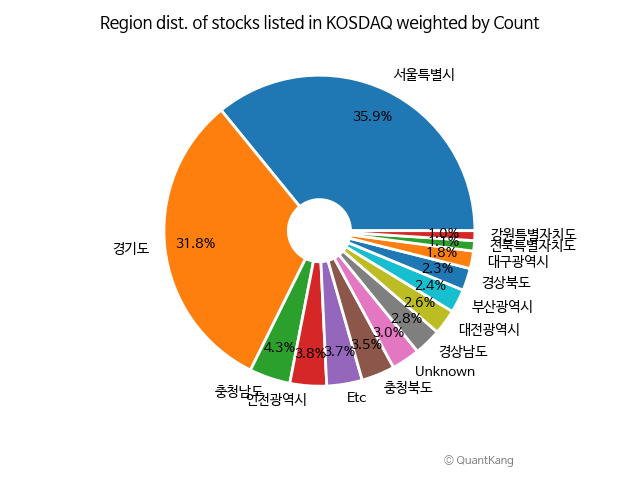 Region dist. of stocks listed in KOSDAQ weighted by Count
서울특별시
35.9%
경기도
31.8%
충청남도
4.3%
인천광역시
3.8%
Etc
3.7%
충청북도
3.5%
Unknown
3.0%
경상남도
2.8%
대전광역시
2.6%
부산광역시
2.4%
경상북도
2.3%
대구광역시
1.8%
전북특별자치도
1.1%
강원특별자치도
1.0%
© QuantKang